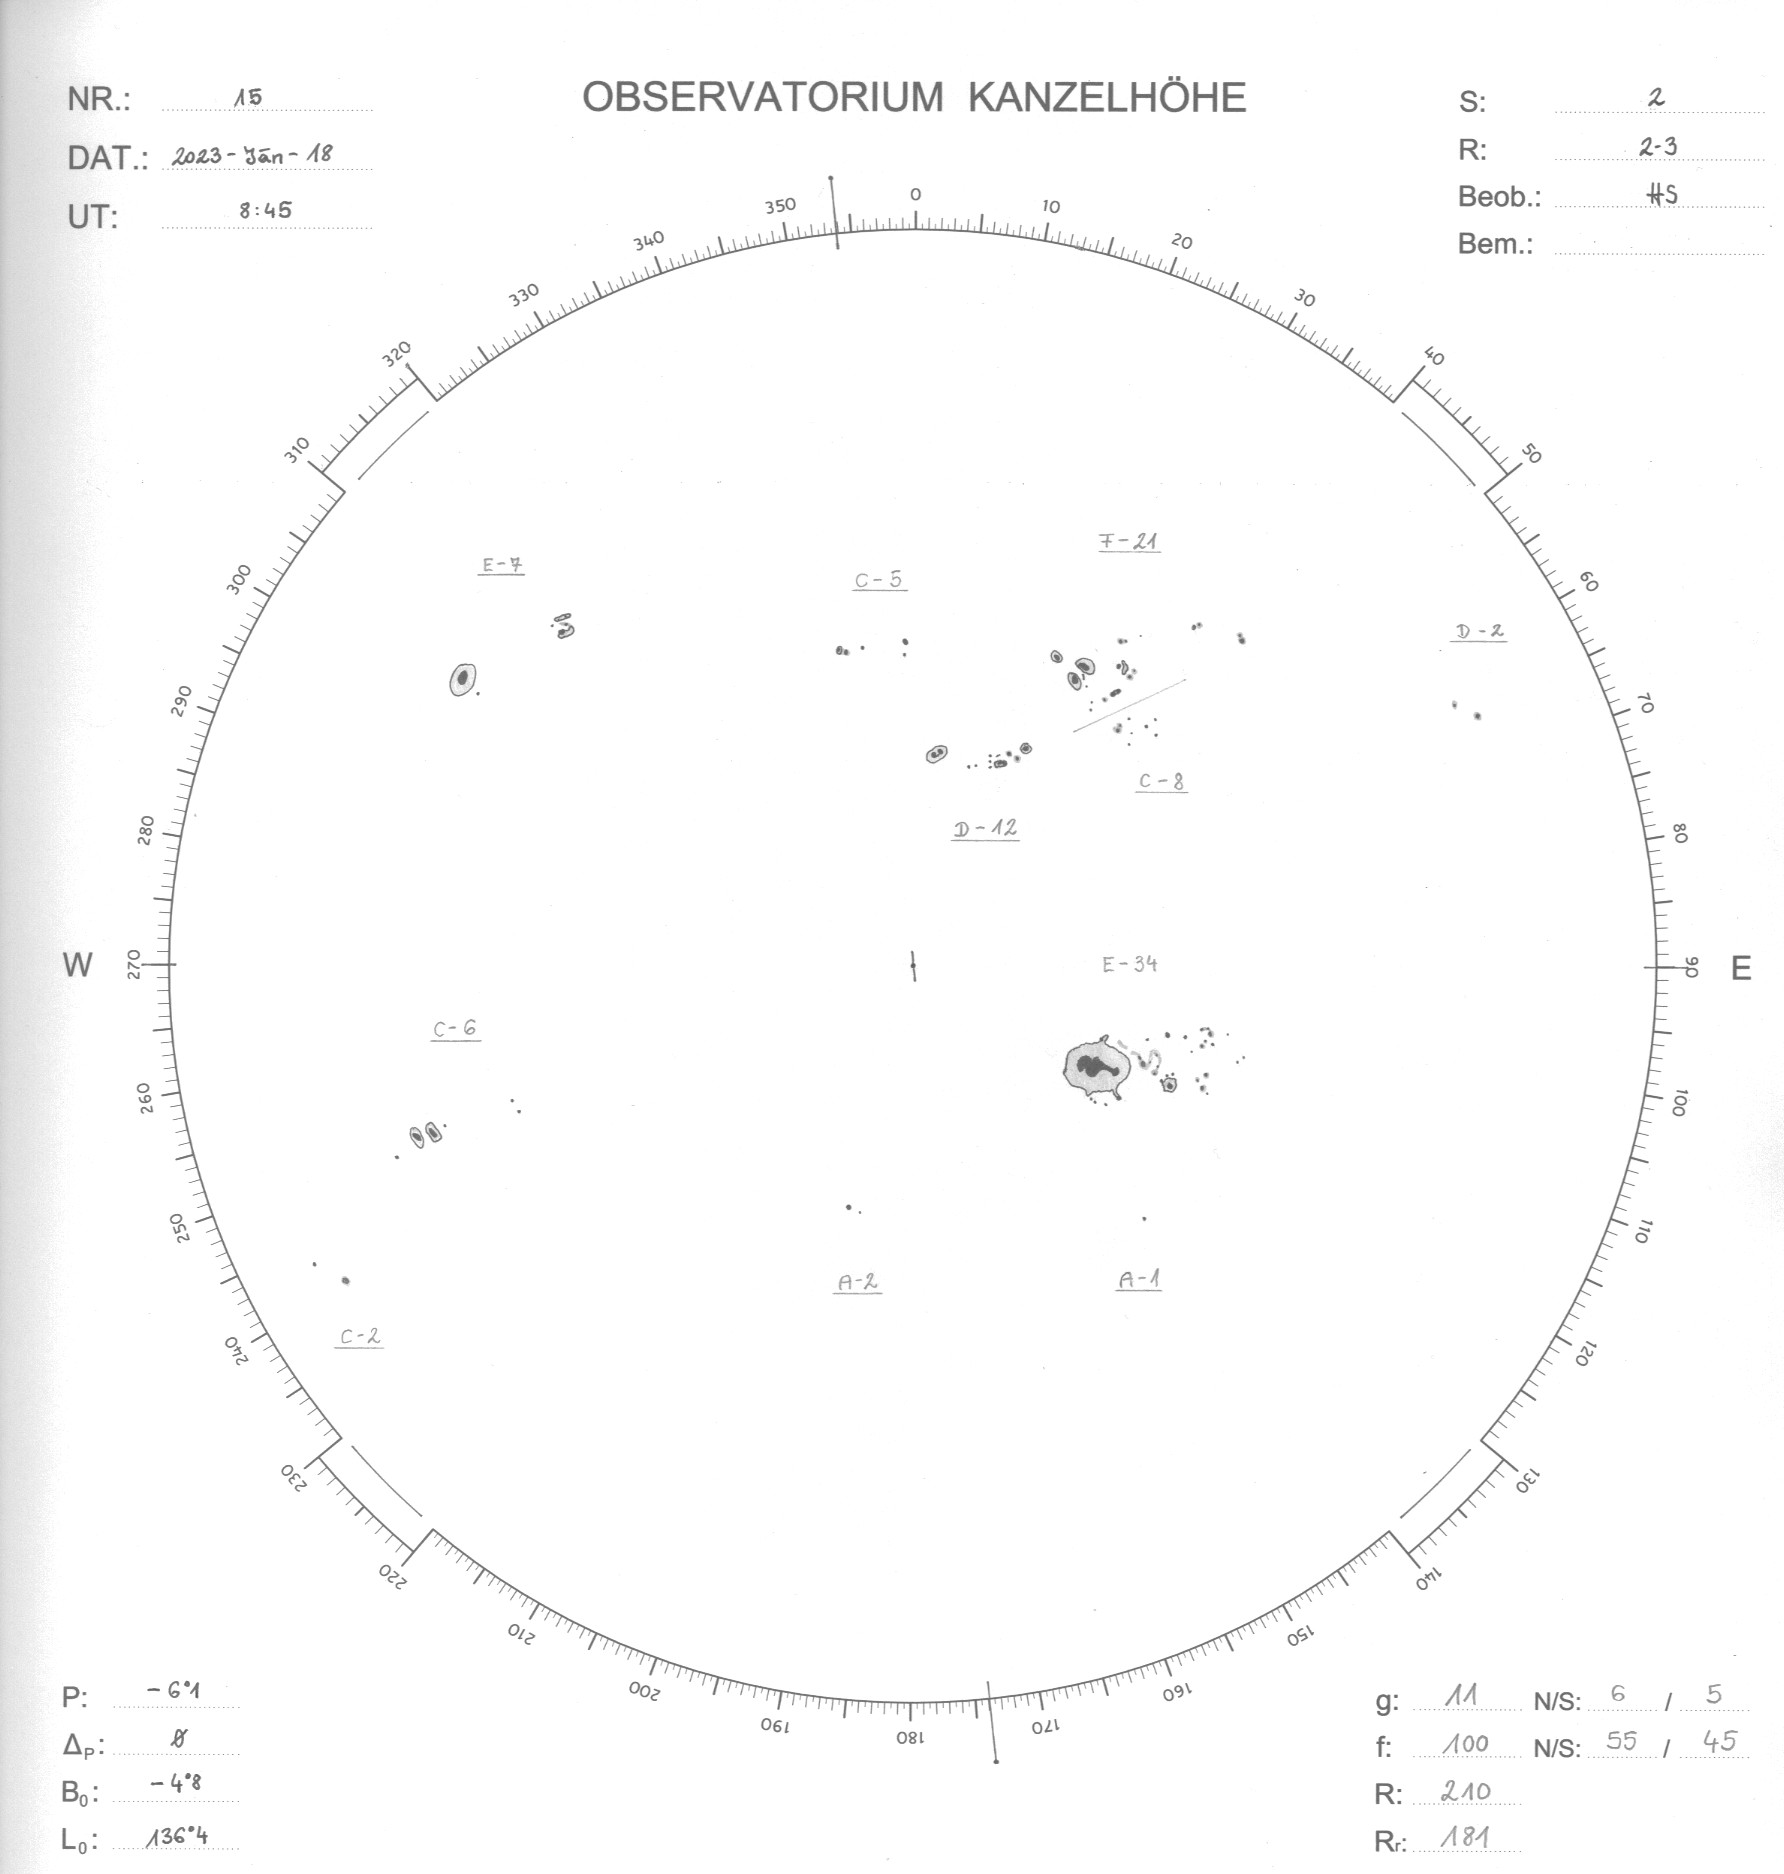 OBSERVATORIUM KANZELHÖHE
NR.: 15
DAT.: 2023-Jän-18
UT: 8:45
S: 2
R: 2-3
Beob.: HS
Bem.:
350 0 10
340 20
330 30
320 40
310 50
F-21
E-7
C-5
300 60
D-2
290 70
C-8
280 D-12 80
W 270 E-34 90 E
C-6
260 100
250 110
A-2 A-1
C-2
240 120
230 130
220 140
210 150
200 160
190 180 170
P: -6°1
ΔP: 0
B0: -4°8
L0: 136°4
g: 11 N/S: 6 / 5
f: 100 N/S: 55 / 45
R: 210
Rr: 181